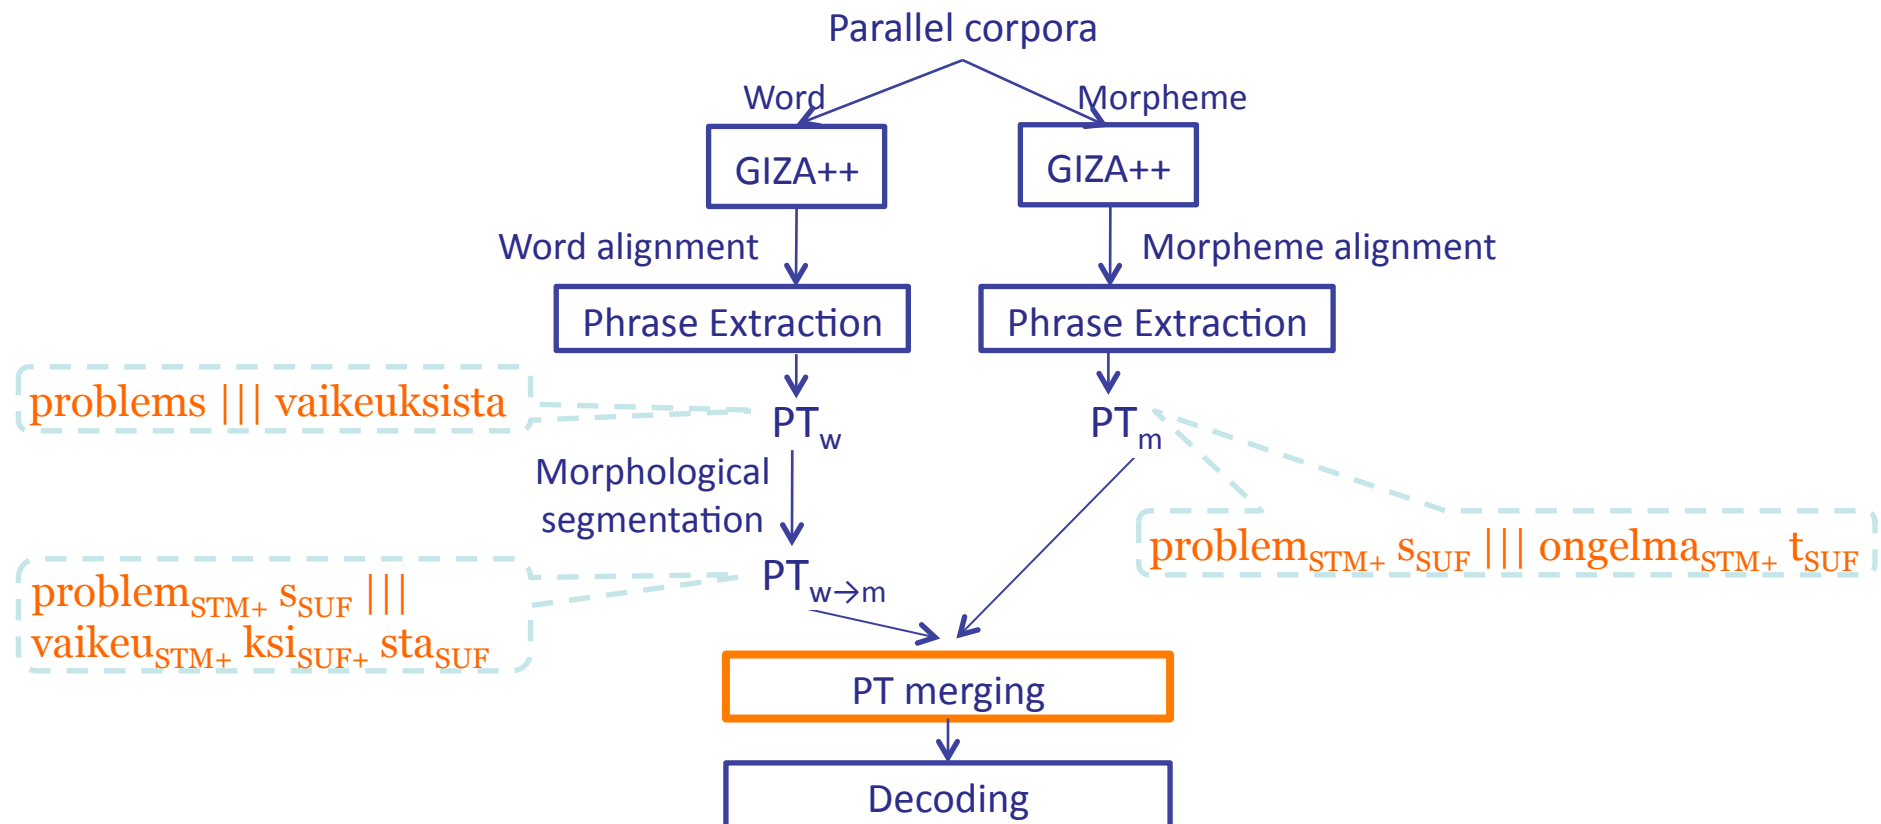 Parallel corpora
Word
Morpheme
GIZA++
GIZA++
Word alignment
Morpheme alignment
Phrase Extraction
Phrase Extraction
problems ||| vaikeuksista
PTw
PTm
Morphological
segmentation
problemSTM+ sSUF ||| ongelmaSTM+ tSUF
PTw→m
problemSTM+ sSUF |||
vaikeuSTM+ ksiSUF+ staSUF
PT merging
Decoding